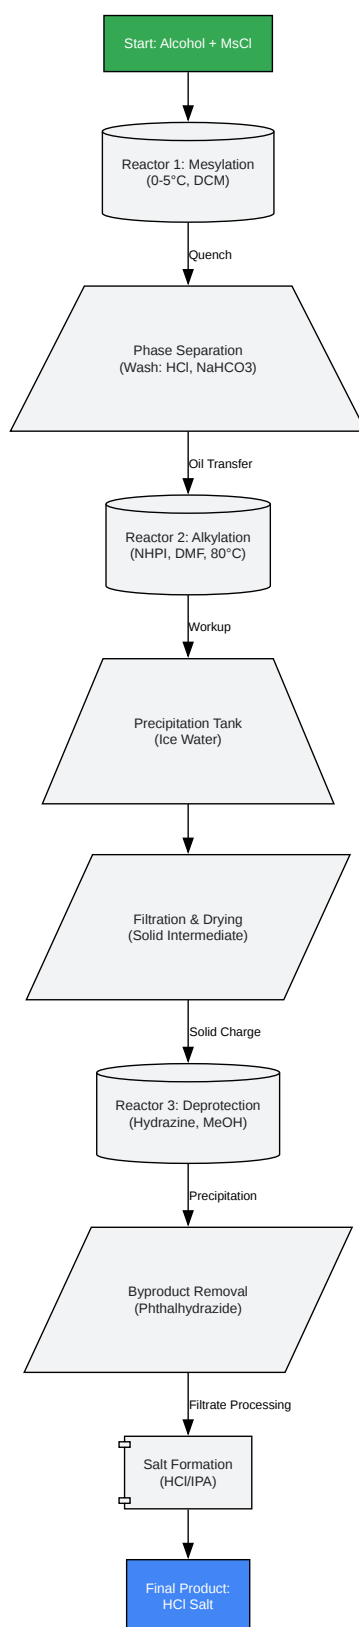 Start: Alcohol + MsCl
Reactor 1: Mesylation
(0-5°C, DCM)
Quench
Phase Separation
(Wash: HCl, NaHCO3)
Oil Transfer
Reactor 2: Alkylation
(NHPI, DMF, 80°C)
Workup
Precipitation Tank
(Ice Water)
Filtration & Drying
(Solid Intermediate)
Solid Charge
Reactor 3: Deprotection
(Hydrazine, MeOH)
Precipitation
Byproduct Removal
(Phthalhydrazide)
Filtrate Processing
Salt Formation
(HCl/IPA)
Final Product:
HCl Salt